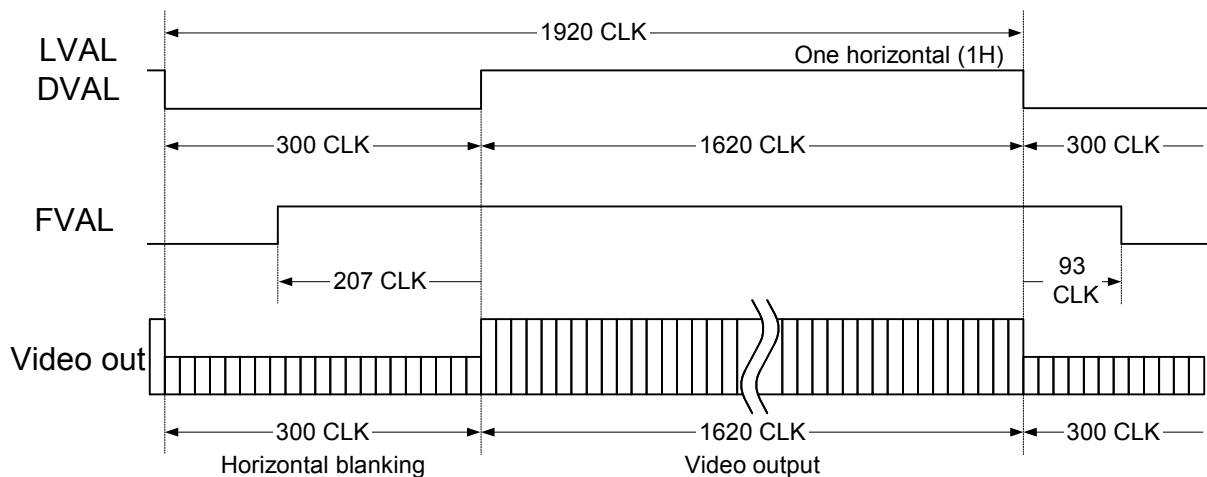 1920 CLK
LVAL
DVAL
One horizontal (1H)
300 CLK 1620 CLK 300 CLK
FVAL
207 CLK
93
CLK
Video out
300 CLK 1620 CLK 300 CLK
Horizontal blanking Video output